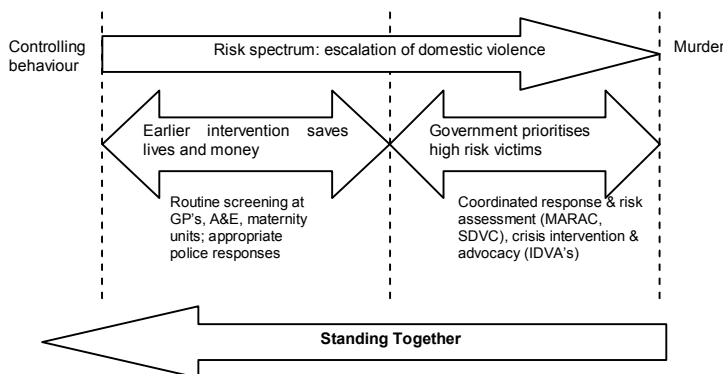 Controlling
behaviour
Risk spectrum: escalation of domestic violence
Murder
Earlier intervention saves
lives and money
Government prioritises
high risk victims
Routine screening at
GP's, A&E, maternity
units; appropriate
police responses
Coordinated response & risk
assessment (MARAC,
SDVC), crisis intervention &
advocacy (IDVA's)
Standing Together